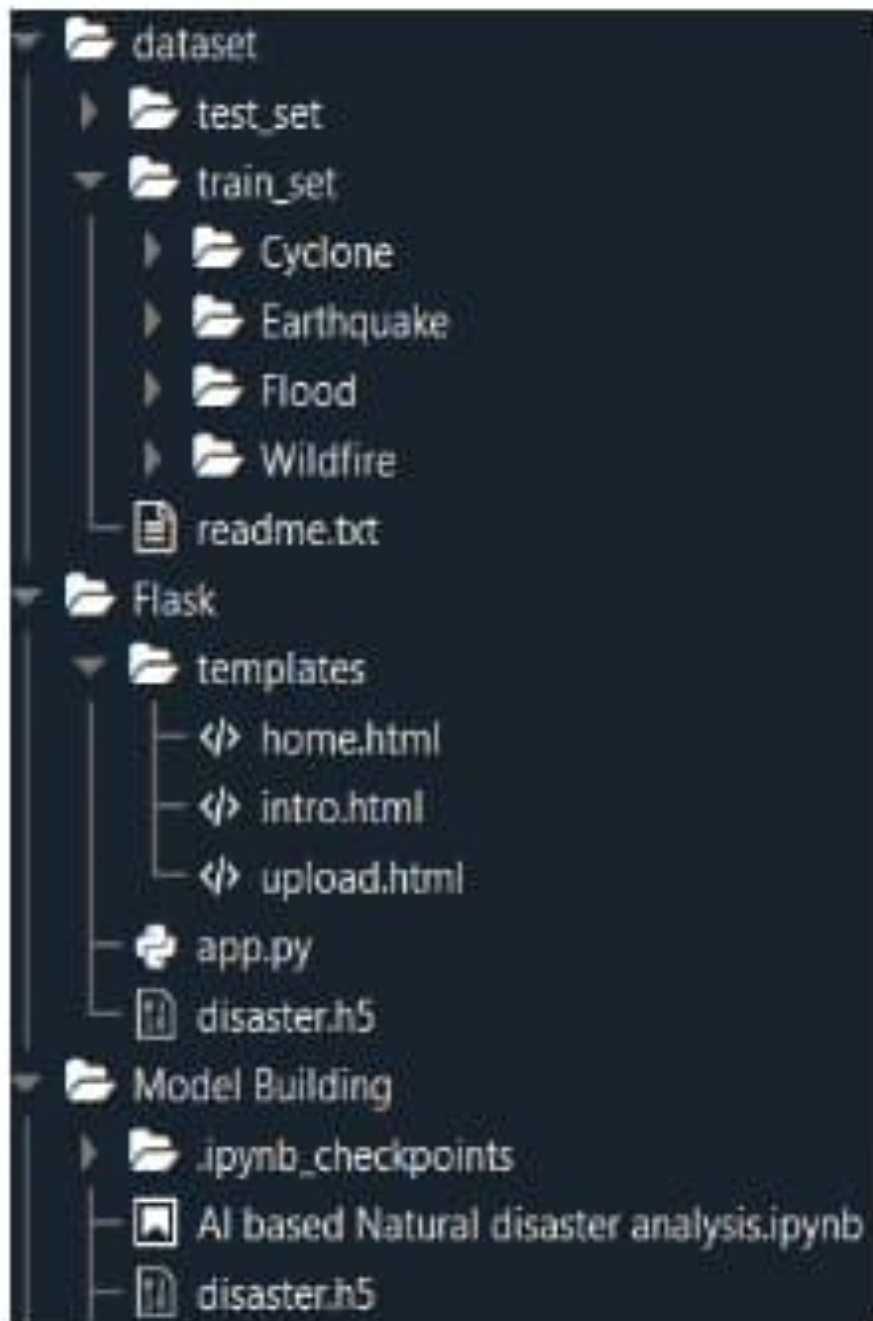 dataset
test_set
train_set
Cyclone
Earthquake
Flood
Wildfire
readme.txt
Flask
templates
home.html
intro.html
upload.html
app.py
disaster.h5
Model Building
.ipynb_checkpoints
AI based Natural disaster analysis.ipynb
disaster.h5